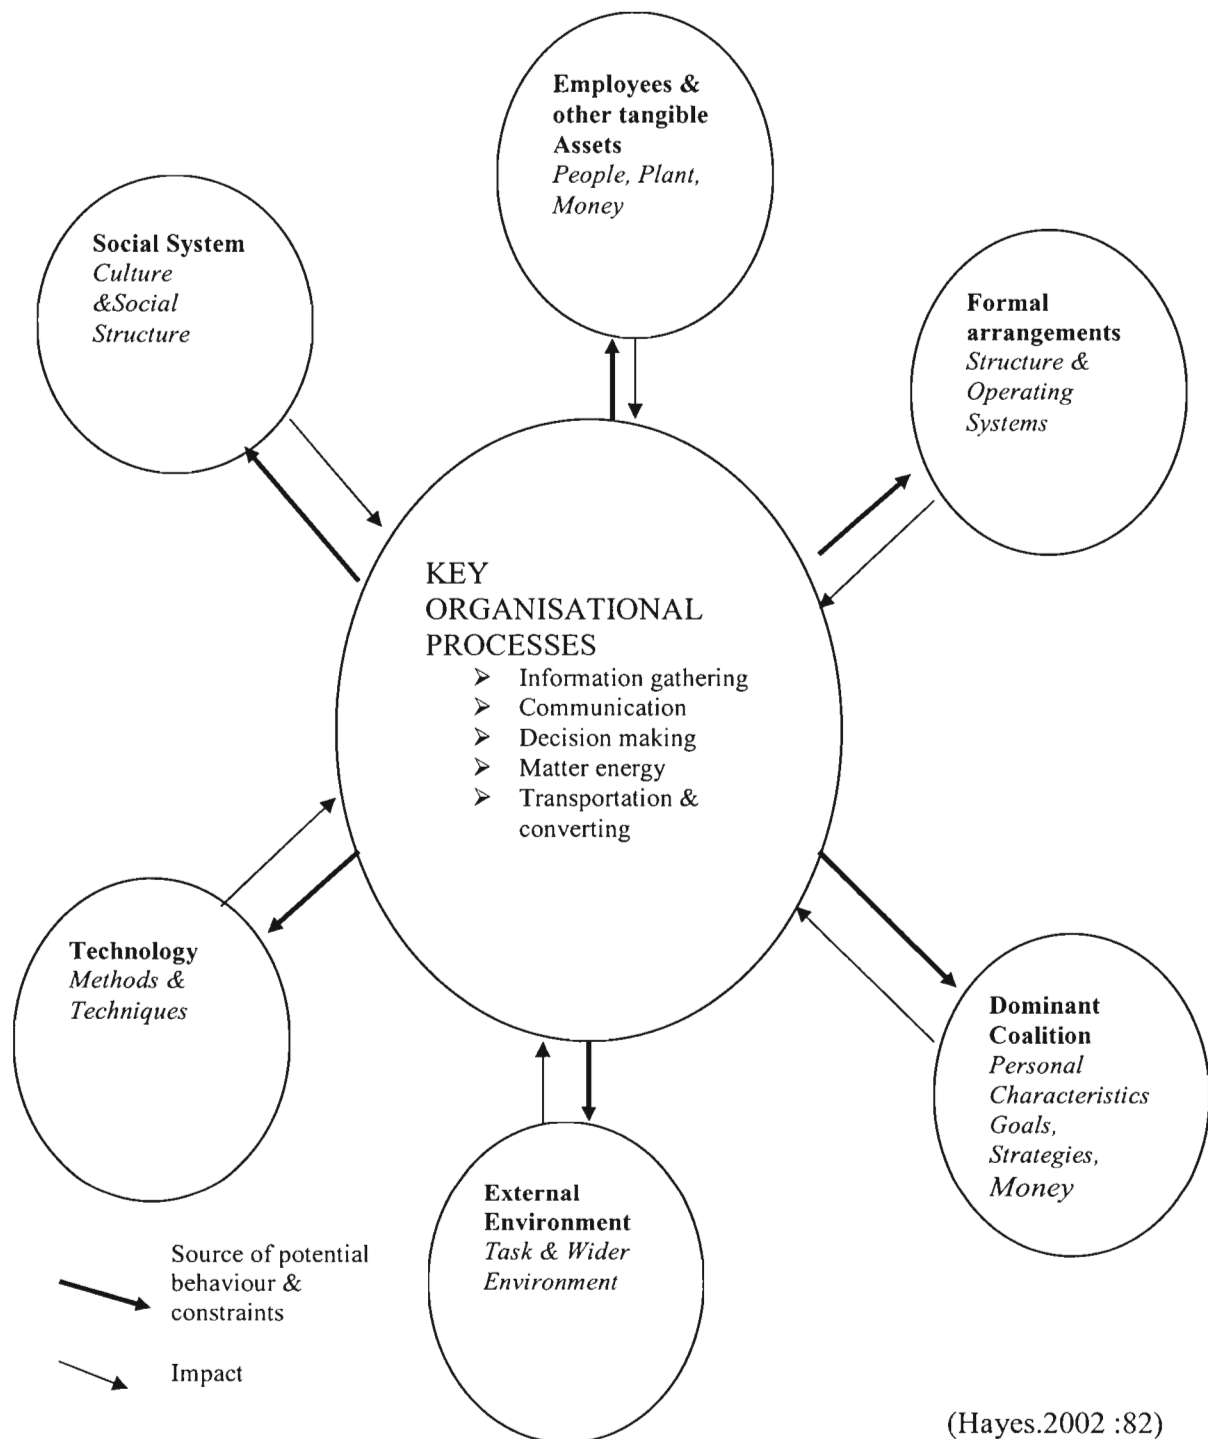 Employees &
other tangible
Assets
People, Plant,
Money
Social System
Culture
&Social
Structure
Formal
arrangements
Structure &
Operating
Systems
KEY
ORGANISATIONAL
PROCESSES
➢ Information gathering
➢ Communication
➢ Decision making
➢ Matter energy
➢ Transportation &
converting
Technology
Methods &
Techniques
Dominant
Coalition
Personal
Characteristics
Goals,
Strategies,
Money
External
Environment
Task & Wider
Environment
Source of potential
behaviour &
constraints
Impact
(Hayes.2002 :82)